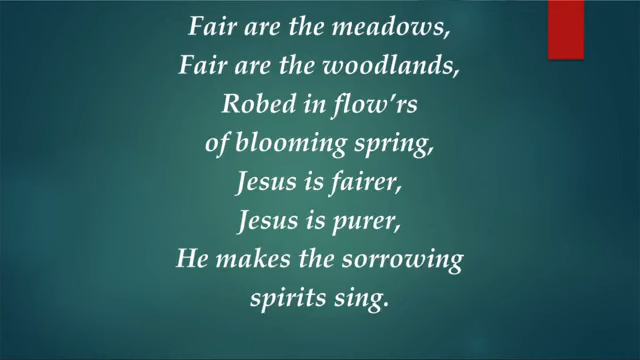 Fair are the meadows,
Fair are the woodlands,
Robed in flow’rs
of blooming spring,
Jesus is fairer,
Jesus is purer,
He makes the sorrowing
spirits sing.